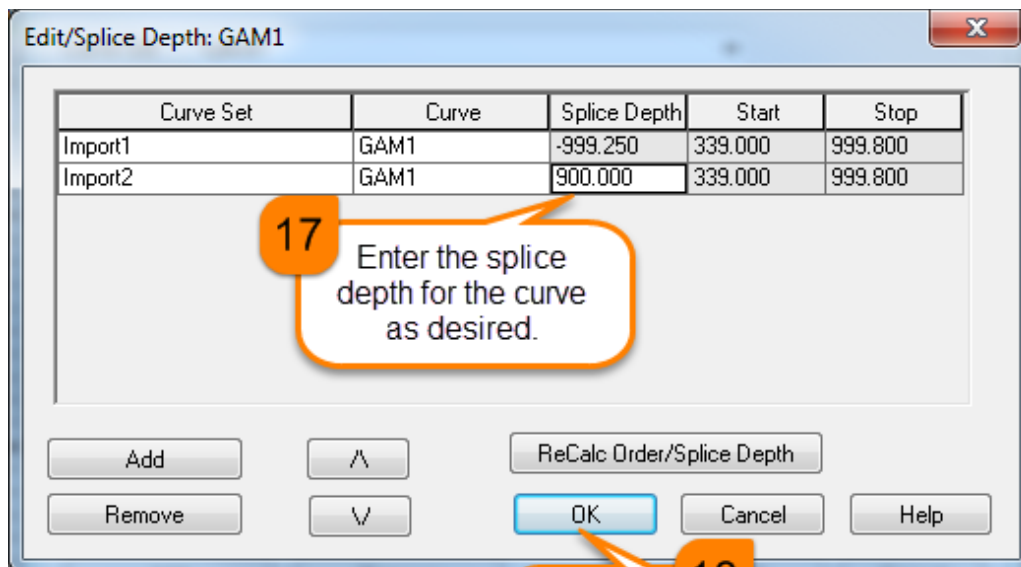 Edit/Splice Depth: GAM1
Curve Set Curve Splice Depth Start Stop
Import1 GAM1 -999.250 339.000 999.800
Import2 GAM1 900.000 339.000 999.800
17
Enter the splice
depth for the curve
as desired.
Add /\ ReCalc Order/Splice Depth
Remove \/ OK Cancel Help